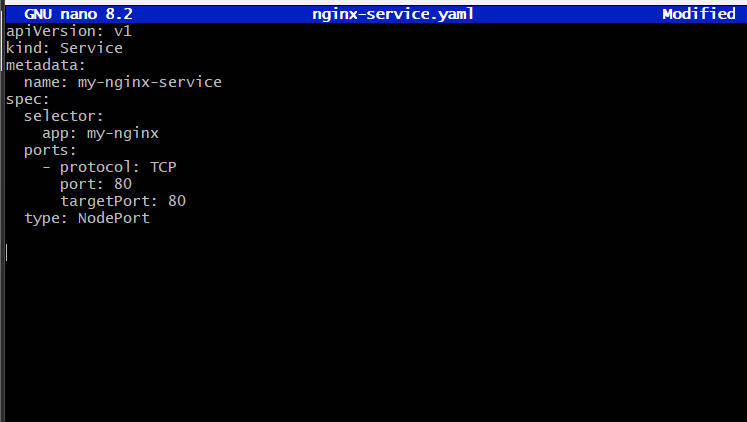 GNU nano 8.2 nginx-service.yaml Modified
apiVersion: v1
kind: Service
metadata:
  name: my-nginx-service
spec:
  selector:
    app: my-nginx
  ports:
    - protocol: TCP
      port: 80
      targetPort: 80
  type: NodePort